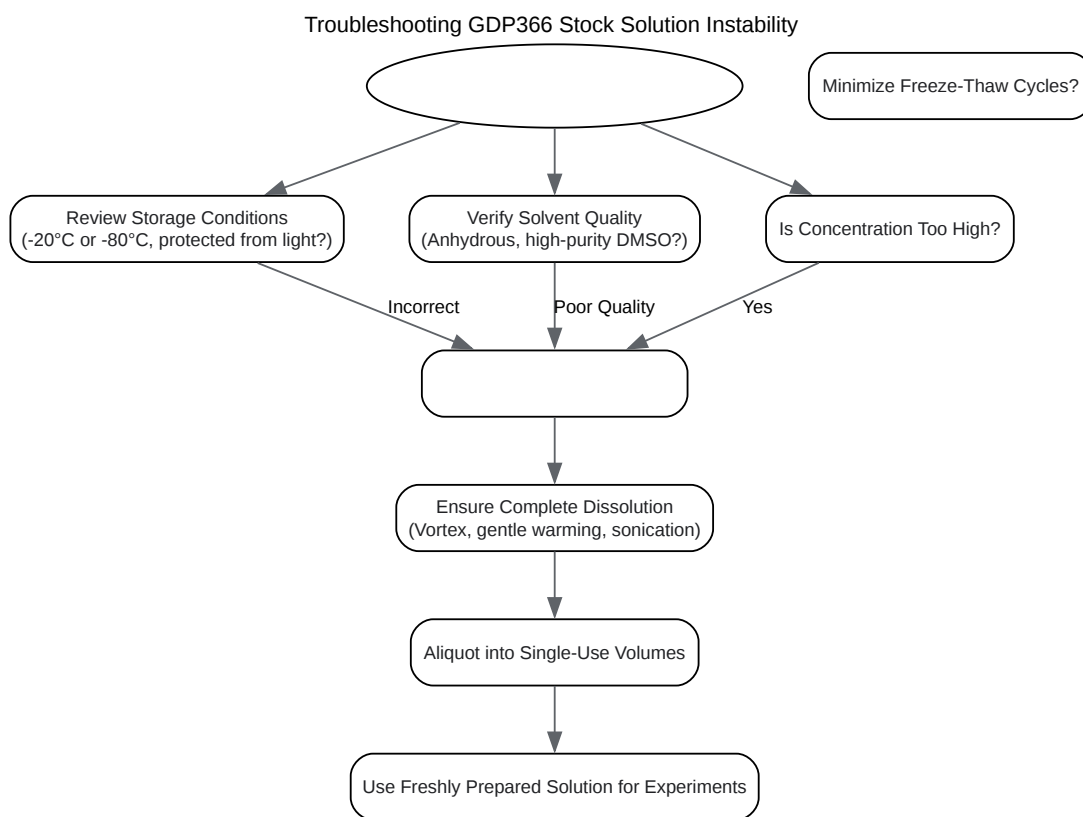 Troubleshooting GDP366 Stock Solution Instability
Minimize Freeze-Thaw Cycles?
Review Storage Conditions
(-20°C or -80°C, protected from light?)
Verify Solvent Quality
(Anhydrous, high-purity DMSO?)
Is Concentration Too High?
Incorrect
Poor Quality
Yes
Ensure Complete Dissolution
(Vortex, gentle warming, sonication)
Aliquot into Single-Use Volumes
Use Freshly Prepared Solution for Experiments